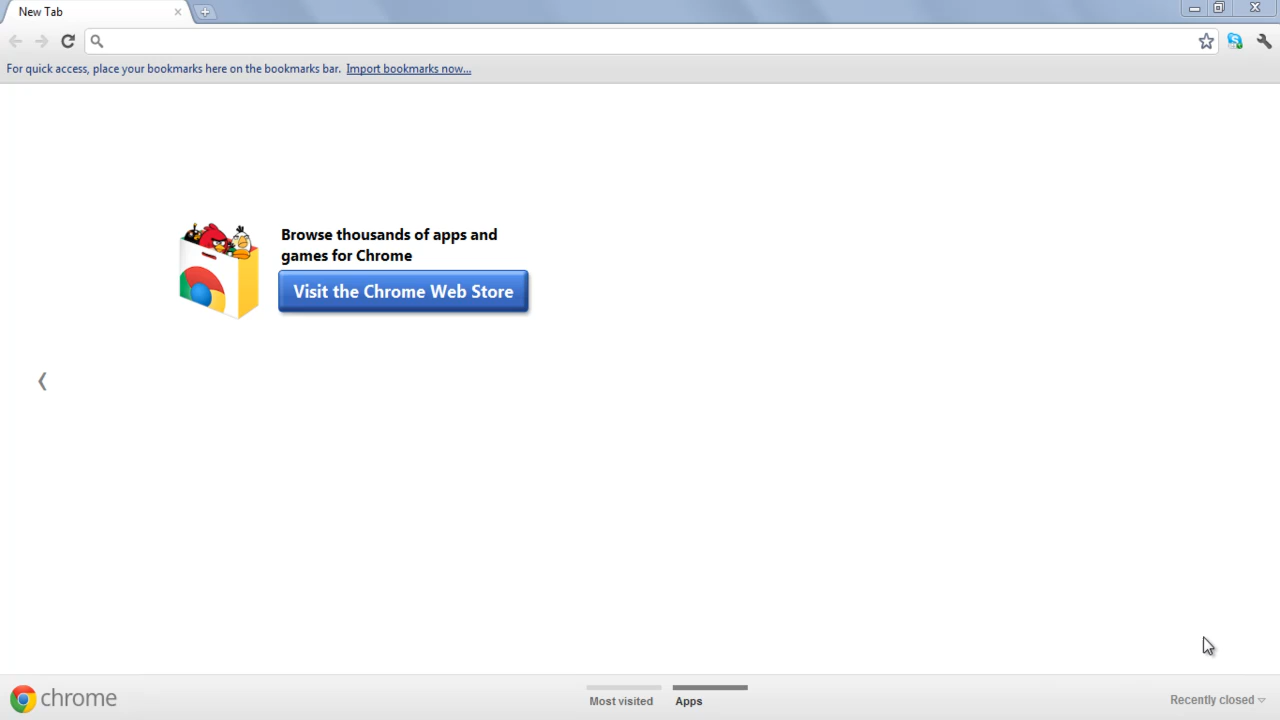 New Tab
For quick access, place your bookmarks here on the bookmarks bar. Import bookmarks now...
Browse thousands of apps and
games for Chrome
Visit the Chrome Web Store
chrome
Most visited
Apps
Recently closed